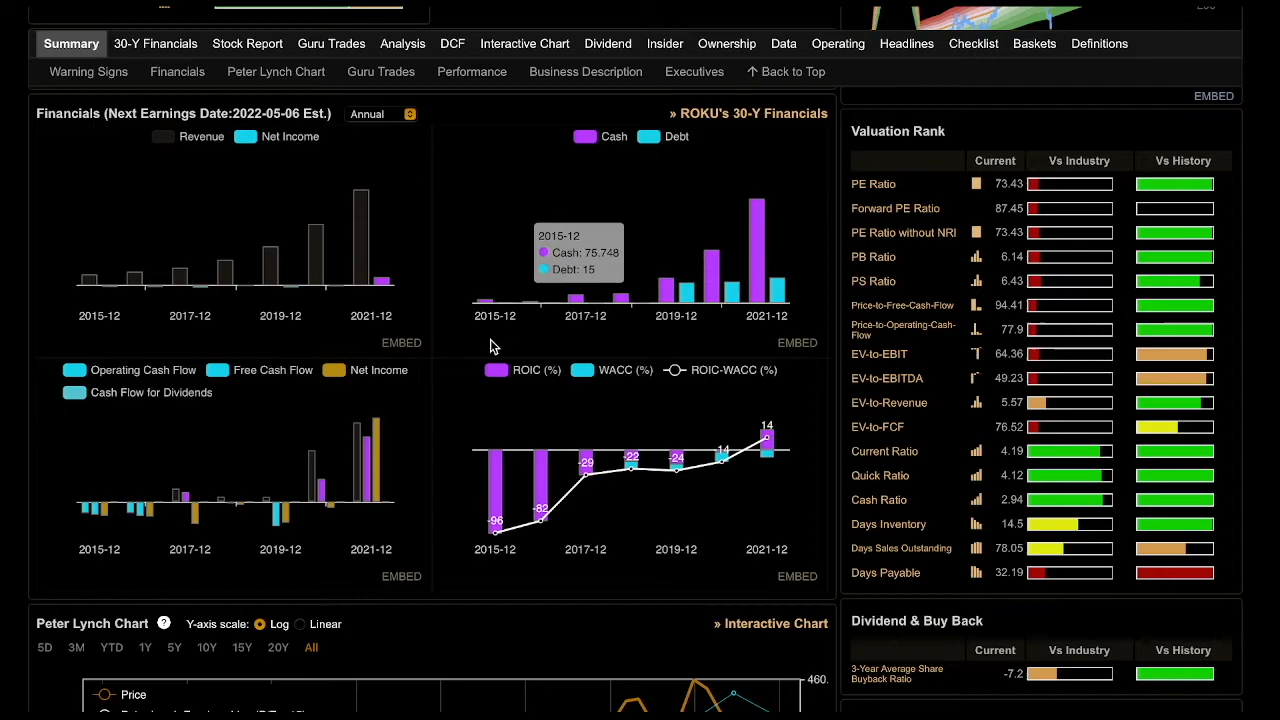 Summary 30-Y Financials Stock Report Guru Trades Analysis DCF Interactive Chart Dividend Insider Ownership Data Operating Headlines Checklist Baskets Definitions
Warning Signs Financials Peter Lynch Chart Guru Trades Performance Business Description Executives ↑ Back to Top
EMBED
Financials (Next Earnings Date:2022-05-06 Est.) Annual » ROKU's 30-Y Financials
Revenue Net Income
2015-12 2017-12 2019-12 2021-12
EMBED
Cash Debt
2015-12
Cash: 75.748
Debt: 15
2015-12 2017-12 2019-12 2021-12
EMBED
Operating Cash Flow Free Cash Flow Net Income
Cash Flow for Dividends
2015-12 2017-12 2019-12 2021-12
EMBED
ROIC (%) WACC (%) ROIC-WACC (%)
-96 -82 -29 -22 -24 14 14
2015-12 2017-12 2019-12 2021-12
EMBED
Valuation Rank
Current Vs Industry Vs History
PE Ratio 73.43
Forward PE Ratio 87.45
PE Ratio without NRI 73.43
PB Ratio 6.14
PS Ratio 6.43
Price-to-Free-Cash-Flow 94.41
Price-to-Operating-Cash-
Flow 77.9
EV-to-EBIT 64.36
EV-to-EBITDA 49.23
EV-to-Revenue 5.57
EV-to-FCF 76.52
Current Ratio 4.19
Quick Ratio 4.12
Cash Ratio 2.94
Days Inventory 14.5
Days Sales Outstanding 78.05
Days Payable 32.19
Peter Lynch Chart ? Y-axis scale: Log Linear » Interactive Chart
5D 3M YTD 1Y 5Y 10Y 15Y 20Y All
Price
460.
Dividend & Buy Back
Current Vs Industry Vs History
3-Year Average Share
Buyback Ratio -7.2